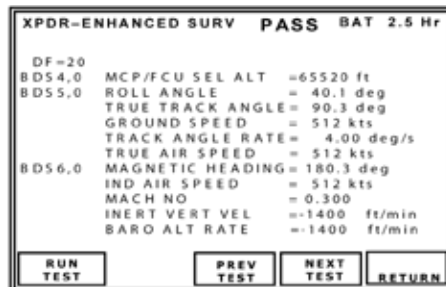 XPDR-ENHANCED SURV PASS BAT 2.5 Hr
DF=20
BDS4,0 MCP/FCU SEL ALT =65520 ft
BDS5,0 ROLL ANGLE = 40.1 deg
TRUE TRACK ANGLE= 90.3 deg
GROUND SPEED = 512 kts
TRACK ANGLE RATE= 4.00 deg/s
TRUE AIR SPEED = 512 kts
BDS6,0 MAGNETIC HEADING= 180.3 deg
IND AIR SPEED = 512 kts
MACH NO = 0.300
INERT VERT VEL =-1400 ft/min
BARO ALT RATE =-1400 ft/min
RUN TEST PREV TEST NEXT TEST RETURN